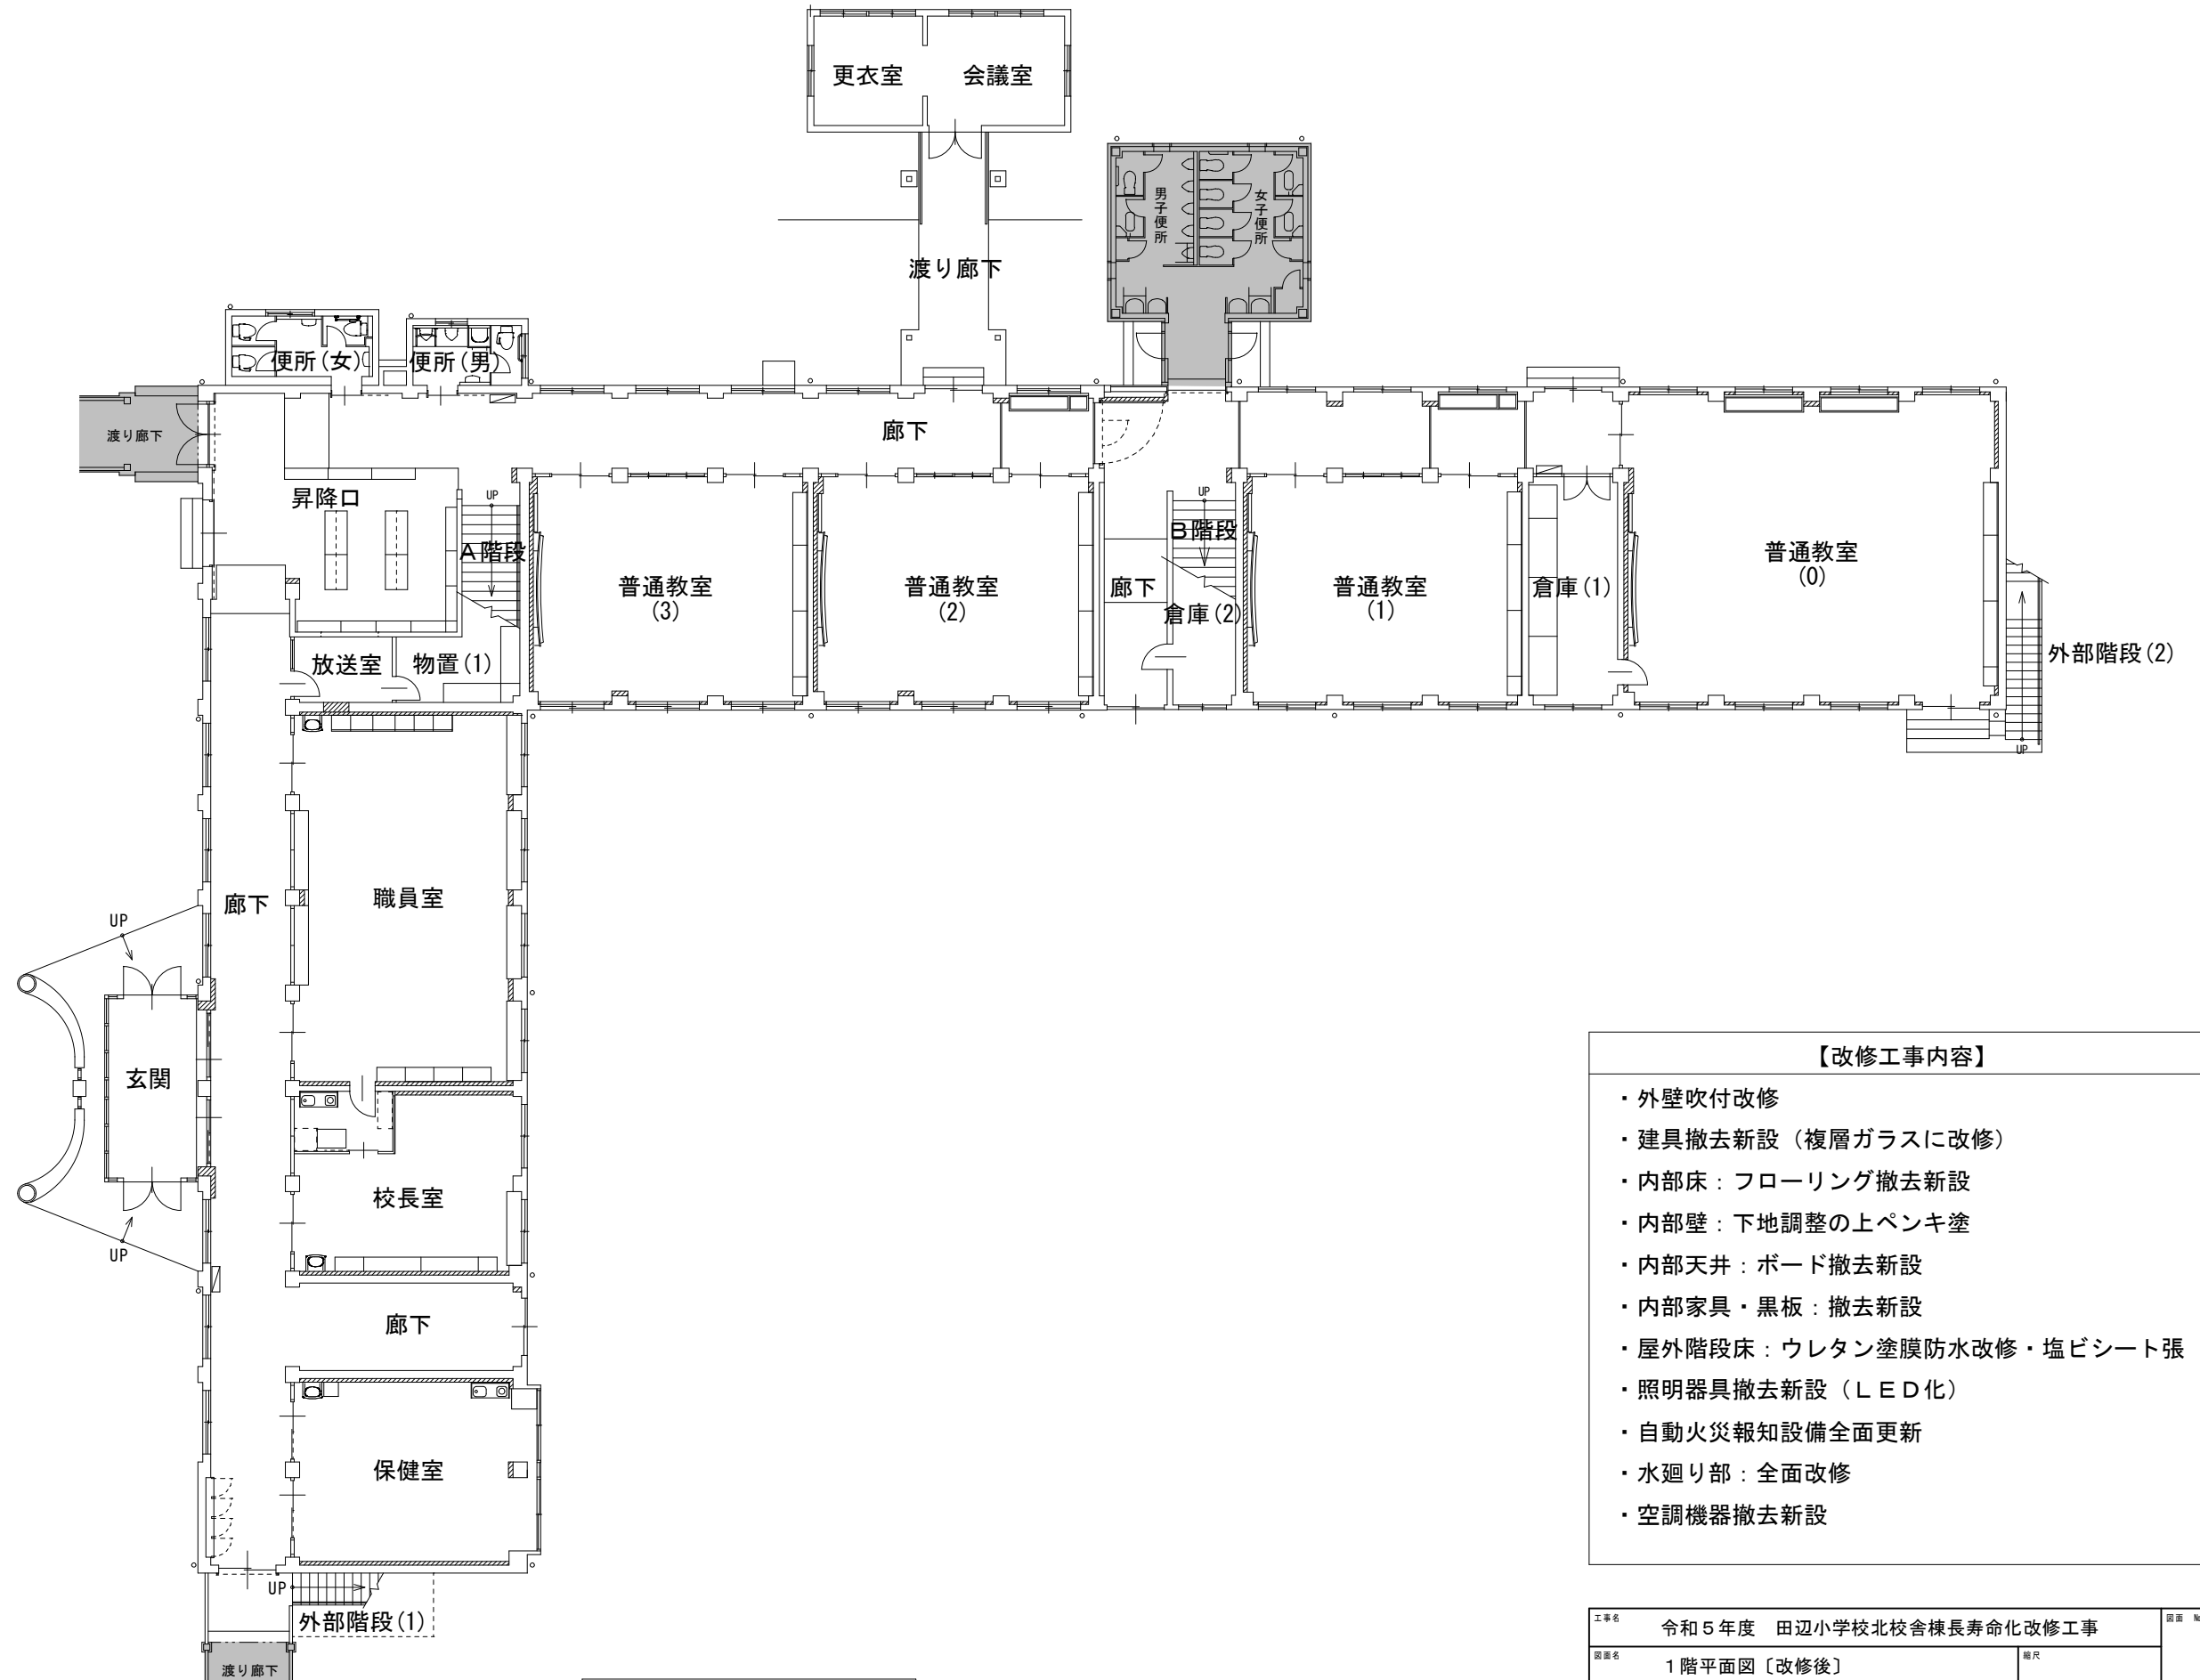 更衣室
会議室
男子便所
女子便所
渡り廊下
便所(女)
便所(男)
渡り廊下
廊下
昇降口
UP
A階段
UP
B階段
普通教室
(3)
普通教室
(2)
廊下
倉庫(2)
普通教室
(1)
倉庫(1)
普通教室
(0)
外部階段(2)
UP
放送室
物置(1)
廊下
職員室
UP
玄関
UP
校長室
廊下
保健室
UP
外部階段(1)
渡り廊下
【改修工事内容】
・外壁吹付改修
・建具撤去新設（複層ガラスに改修）
・内部床：フローリング撤去新設
・内部壁：下地調整の上ペンキ塗
・内部天井：ボード撤去新設
・内部家具・黒板：撤去新設
・屋外階段床：ウレタン塗膜防水改修・塩ビシート張
・照明器具撤去新設（ＬＥＤ化）
・自動火災報知設備全面更新
・水廻り部：全面改修
・空調機器撤去新設
工事名
令和５年度　田辺小学校北校舎棟長寿命化改修工事
図面 No
図面名
１階平面図〔改修後〕
縮尺